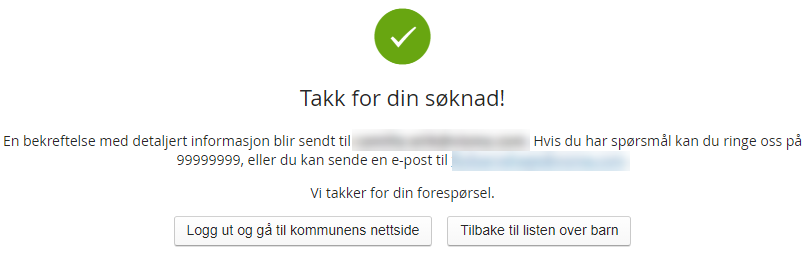 Takk for din søknad!
En bekreftelse med detaljert informasjon blir sendt til Hvis du har spørsmål kan du ringe oss på
99999999, eller du kan sende en e-post til
Vi takker for din forespørsel.
Logg ut og gå til kommunens nettside Tilbake til listen over barn